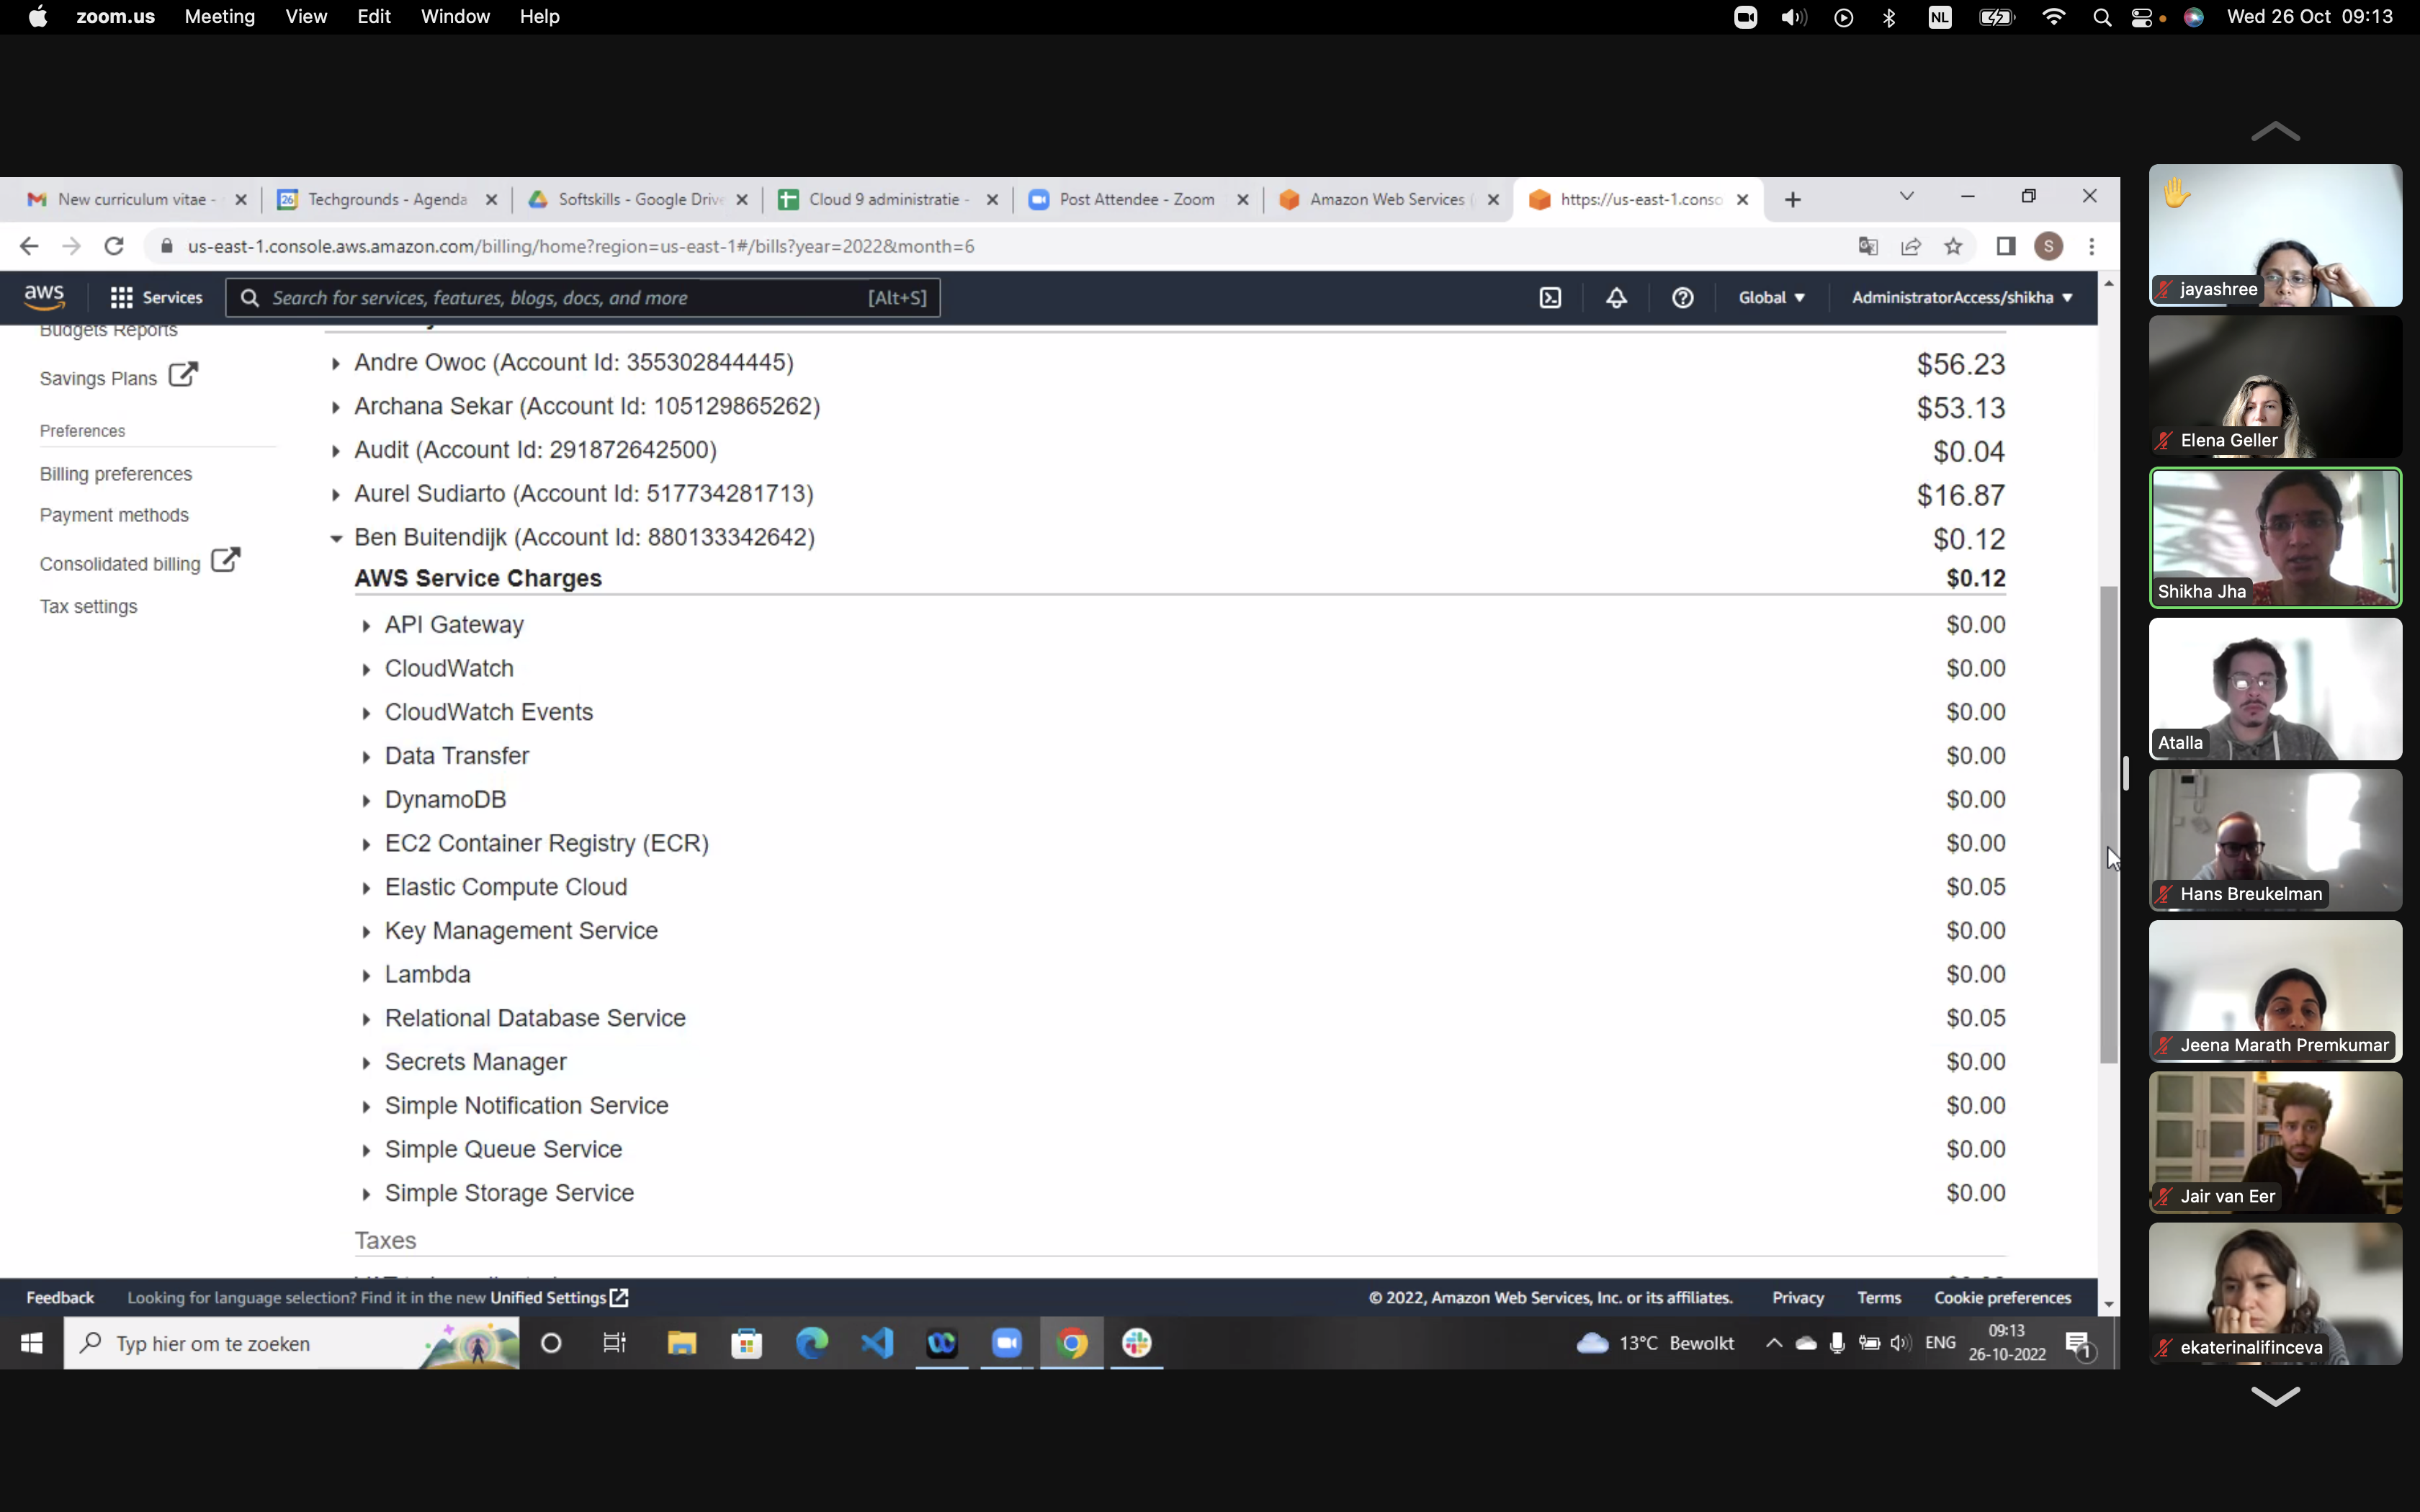 zoom.us Meeting View Edit Window Help NL Wed 26 Oct 09:13
New curriculum vitae - 26 Techgrounds - Agenda Softskills - Google Drive Cloud 9 administratie - Post Attendee - Zoom Amazon Web Services ( https://us-east-1.conso
us-east-1.console.aws.amazon.com/billing/home?region=us-east-1#/bills?year=2022&month=6 S
aws Services Search for services, features, blogs, docs, and more [Alt+S] Global AdministratorAccess/shikha
Budgets Reports
Savings Plans
Preferences
Billing preferences
Payment methods
Consolidated billing
Tax settings
Andre Owoc (Account Id: 355302844445) $56.23
Archana Sekar (Account Id: 105129865262) $53.13
Audit (Account Id: 291872642500) $0.04
Aurel Sudiarto (Account Id: 517734281713) $16.87
Ben Buitendijk (Account Id: 880133342642) $0.12
AWS Service Charges $0.12
API Gateway $0.00
CloudWatch $0.00
CloudWatch Events $0.00
Data Transfer $0.00
DynamoDB $0.00
EC2 Container Registry (ECR) $0.00
Elastic Compute Cloud $0.05
Key Management Service $0.00
Lambda $0.00
Relational Database Service $0.05
Secrets Manager $0.00
Simple Notification Service $0.00
Simple Queue Service $0.00
Simple Storage Service $0.00
Taxes
Feedback Looking for language selection? Find it in the new Unified Settings © 2022, Amazon Web Services, Inc. or its affiliates. Privacy Terms Cookie preferences
Typ hier om te zoeken 13°C Bewolkt ENG 09:13
26-10-2022 1
jayashree
Elena Geller
Shikha Jha
Atalla
Hans Breukelman
Jeena Marath Premkumar
Jair van Eer
ekaterinalifinceva